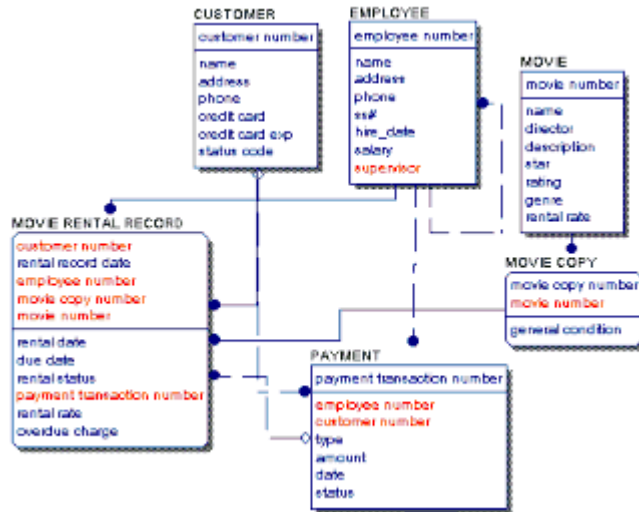 CUSTOMER
customer number
name
address
phone
credit card
credit card exp
status code
EMPLOYEE
employee number
name
address
phone
ss#
hire_date
salary
supervisor
MOVIE
movie number
name
director
description
star
rating
genre
rental rate
MOVIE RENTAL RECORD
customer number
rental record date
employee number
movie copy number
movie number
rental date
due date
rental status
payment transaction number
rental rate
overdue charge
MOVIE COPY
movie copy number
movie number
general condition
PAYMENT
payment transaction number
employee number
customer number
type
amount
date
status